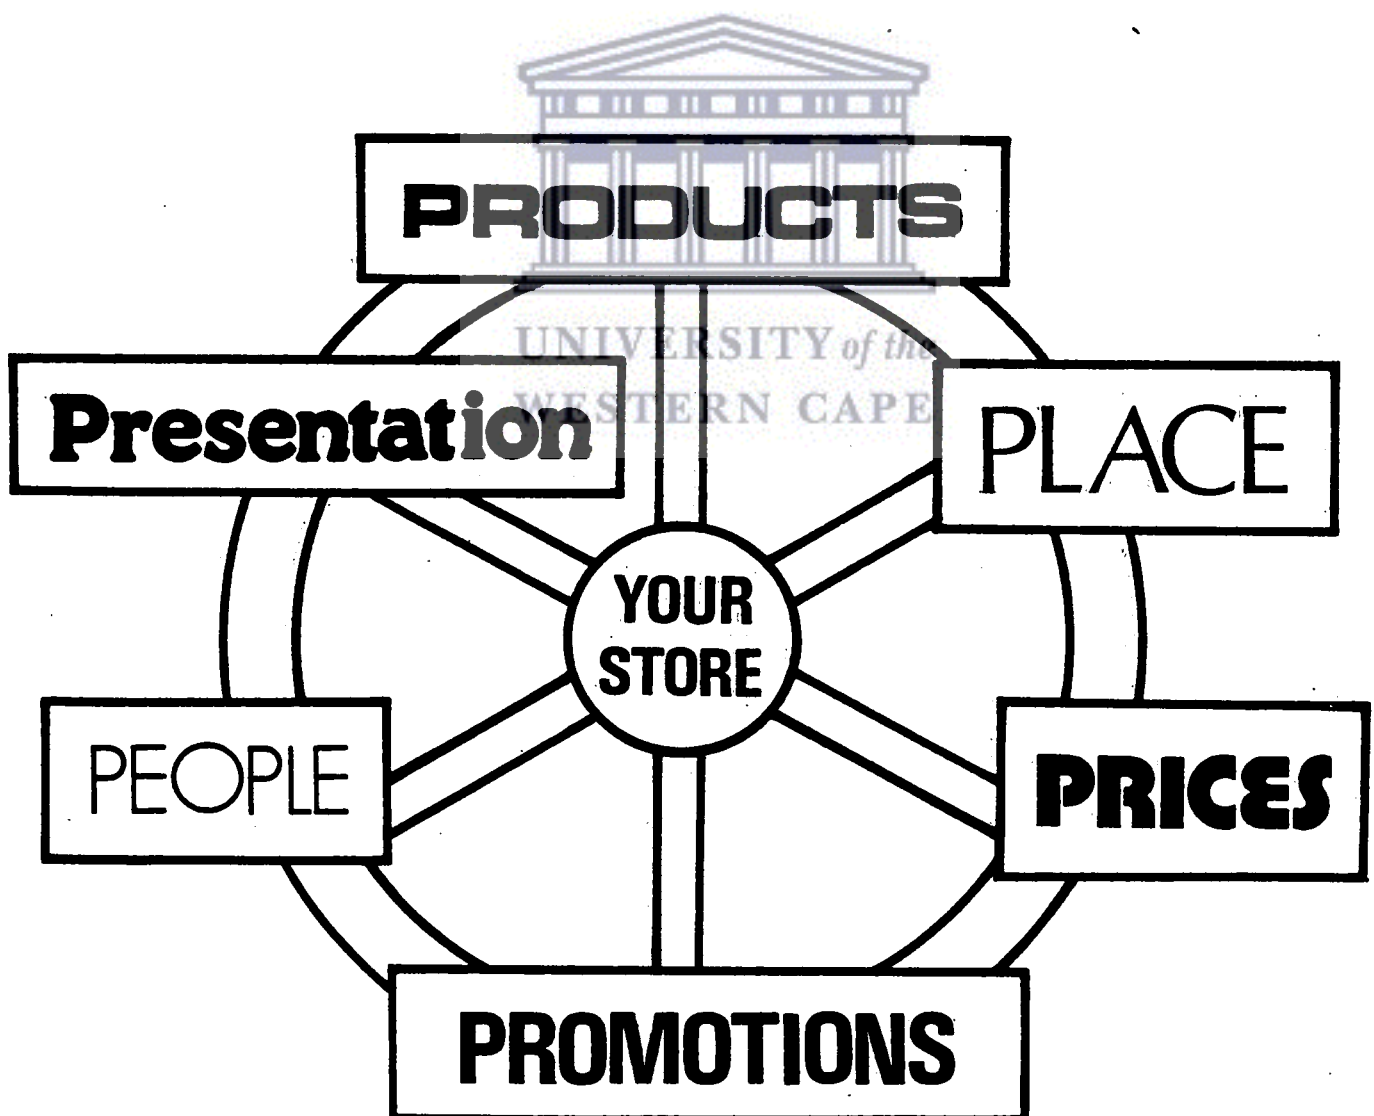 PRODUCTS
UNIVERSITY of the
WESTERN CAPE
Presentation
PLACE
YOUR
STORE
PEOPLE
PRICES
PROMOTIONS